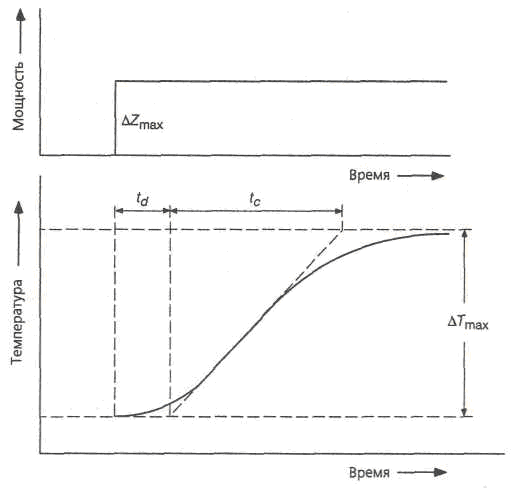 Мощность
ΔZmax
Время
td
tc
Температура
ΔTmax
Время